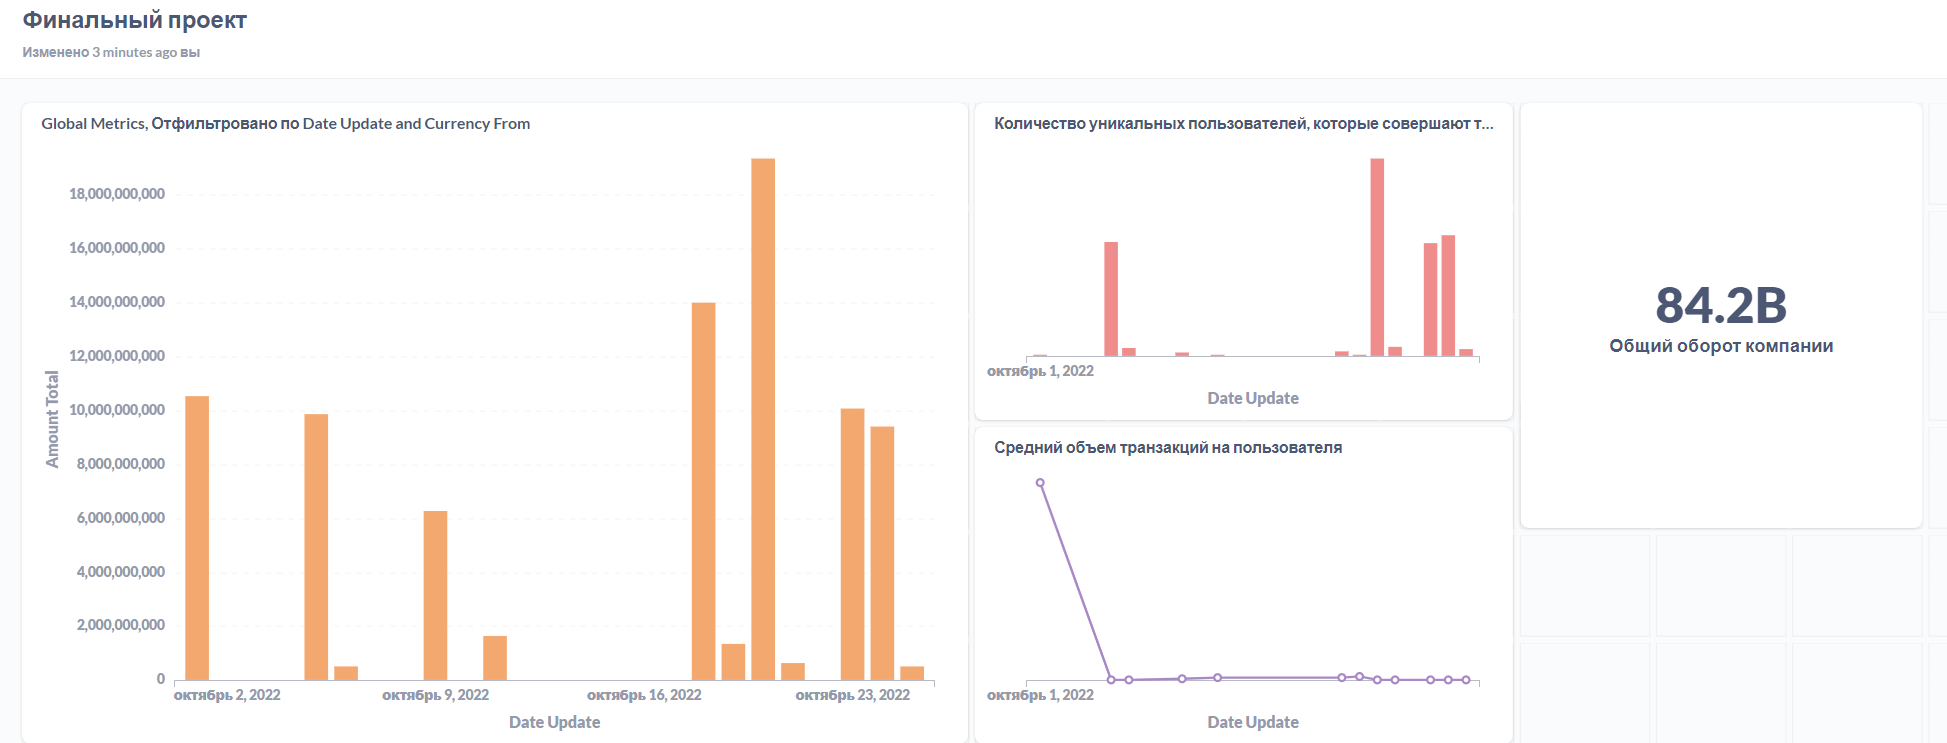 Финальный проект
Изменено 3 minutes ago вы
Global Metrics, Отфильтровано по Date Update and Currency From
18,000,000,000
16,000,000,000
14,000,000,000
12,000,000,000
10,000,000,000
8,000,000,000
6,000,000,000
4,000,000,000
2,000,000,000
0
Amount Total
октябрь 2, 2022
октябрь 9, 2022
октябрь 16, 2022
октябрь 23, 2022
Date Update
Количество уникальных пользователей, которые совершают т...
октябрь 1, 2022
Date Update
Средний объем транзакций на пользователя
октябрь 1, 2022
Date Update
84.2B
Общий оборот компании